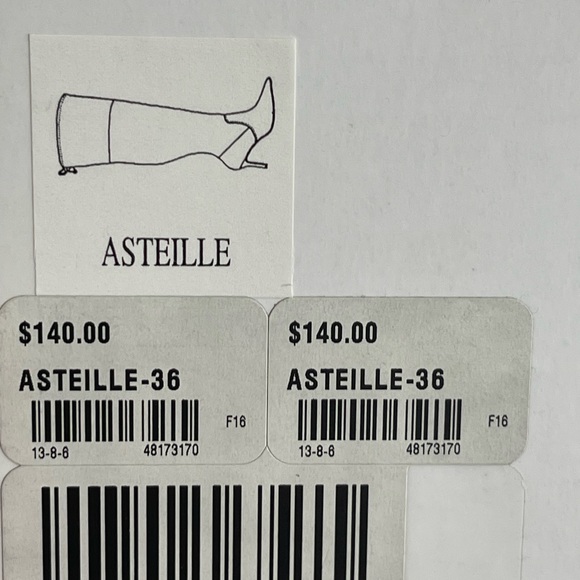 ASTEILLE
$140.00
ASTEILLE-36
F16
13-8-6 48173170
$140.00
ASTEILLE-36
F16
13-8-6 48173170